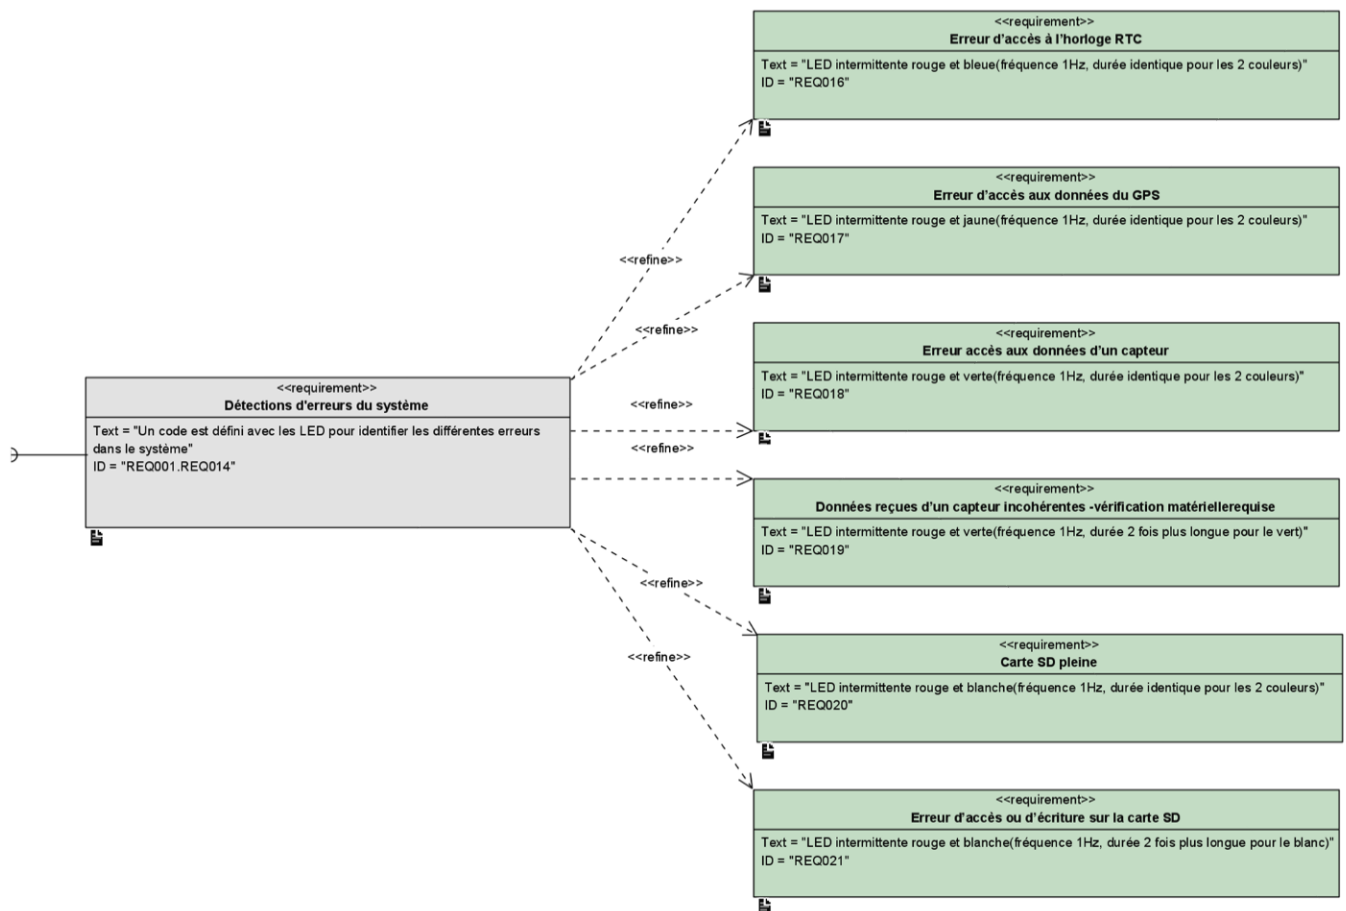 <<requirement>>
Erreur d'accès à l'horloge RTC
Text = "LED intermittente rouge et bleue(fréquence 1Hz, durée identique pour les 2 couleurs)"
ID = "REQ016"
<<requirement>>
Erreur d'accès aux données du GPS
Text = "LED intermittente rouge et jaune(fréquence 1Hz, durée identique pour les 2 couleurs)"
ID = "REQ017"
<<refine>>
<<refine>>
<<requirement>>
Erreur accès aux données d'un capteur
Text = "LED intermittente rouge et verte(fréquence 1Hz, durée identique pour les 2 couleurs)"
ID = "REQ018"
<<refine>>
<<refine>>
<<requirement>>
Détections d'erreurs du système
Text = "Un code est défini avec les LED pour identifier les différentes erreurs
dans le système"
ID = "REQ001.REQ014"
<<requirement>>
Données reçues d'un capteur incohérentes -vérification matériellerequise
Text = "LED intermittente rouge et verte(fréquence 1Hz, durée 2 fois plus longue pour le vert)"
ID = "REQ019"
<<refine>>
<<refine>>
<<requirement>>
Carte SD pleine
Text = "LED intermittente rouge et blanche(fréquence 1Hz, durée identique pour les 2 couleurs)"
ID = "REQ020"
<<requirement>>
Erreur d'accès ou d'écriture sur la carte SD
Text = "LED intermittente rouge et blanche(fréquence 1Hz, durée 2 fois plus longue pour le blanc)"
ID = "REQ021"